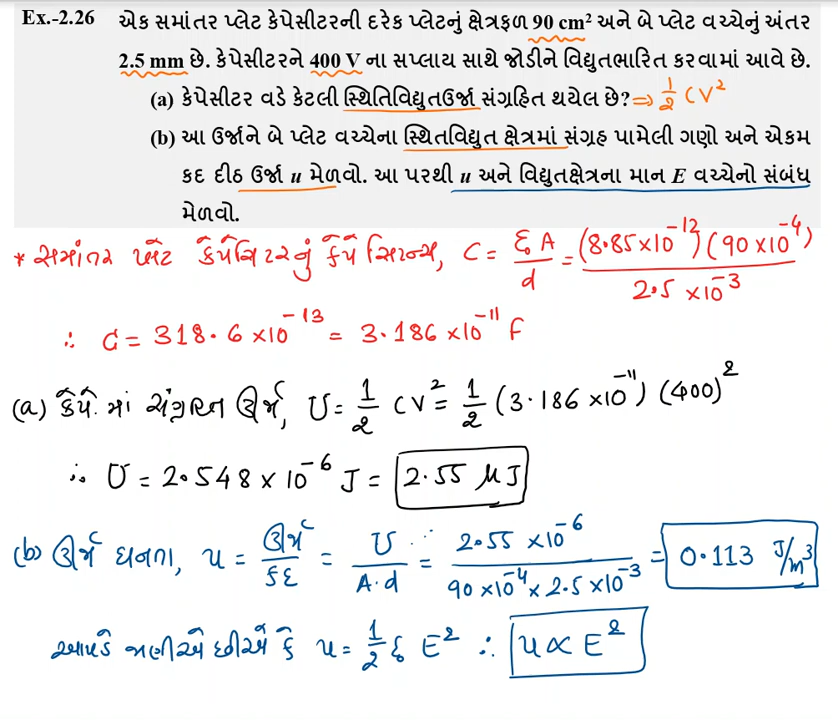 Ex.-2.26 એક સમાંતર પ્લેટ કેપેસીટરની દરેક પ્લેટનું ક્ષેત્રફળ 90 cm² અને બે પ્લેટ વચ્ચેનું અંતર
2.5 mm છે. કેપેસીટરને 400 V ના સપ્લાય સાથે જોડીને વિદ્યુતભારિત કરવામાં આવે છે.
(a) કેપેસીટર વડે કેટલી સ્થિતિવિદ્યુતઉર્જા સંગ્રહિત થયેલ છે? ⇒ 1/2 CV²
(b) આ ઉર્જાને બે પ્લેટ વચ્ચેના સ્થિતવિદ્યુત ક્ષેત્રમાં સંગ્રહ પામેલી ગણો અને એકમ
કદ દીઠ ઉર્જા u મેળવો. આ પરથી u અને વિદ્યુતક્ષેત્રના માન E વચ્ચેનો સંબંધ
મેળવો.
* સમાંતર પ્લેટ કેપેસિટરનું કેપેસિટન્સ, C = ξA/d = (8.85×10⁻¹²)(90×10⁻⁴)/2.5×10⁻³
∴ C = 318.6×10⁻¹³ = 3.186×10⁻¹¹ F
(a) કેપે. માં સંગ્રહિત ઊર્જા, U = 1/2 CV² = 1/2 (3.186×10⁻¹¹) (400)²
∴ U = 2.548×10⁻⁶ J = 2.55 μJ
(b) ઊર્જા ઘનતા, u = ઊર્જા/કદ = U/A.d = 2.55×10⁻⁶/90×10⁻⁴×2.5×10⁻³ = 0.113 J/m³
આપણે જાણીએ છીએ કે u = 1/2 ξ E² ∴ u ∝ E²